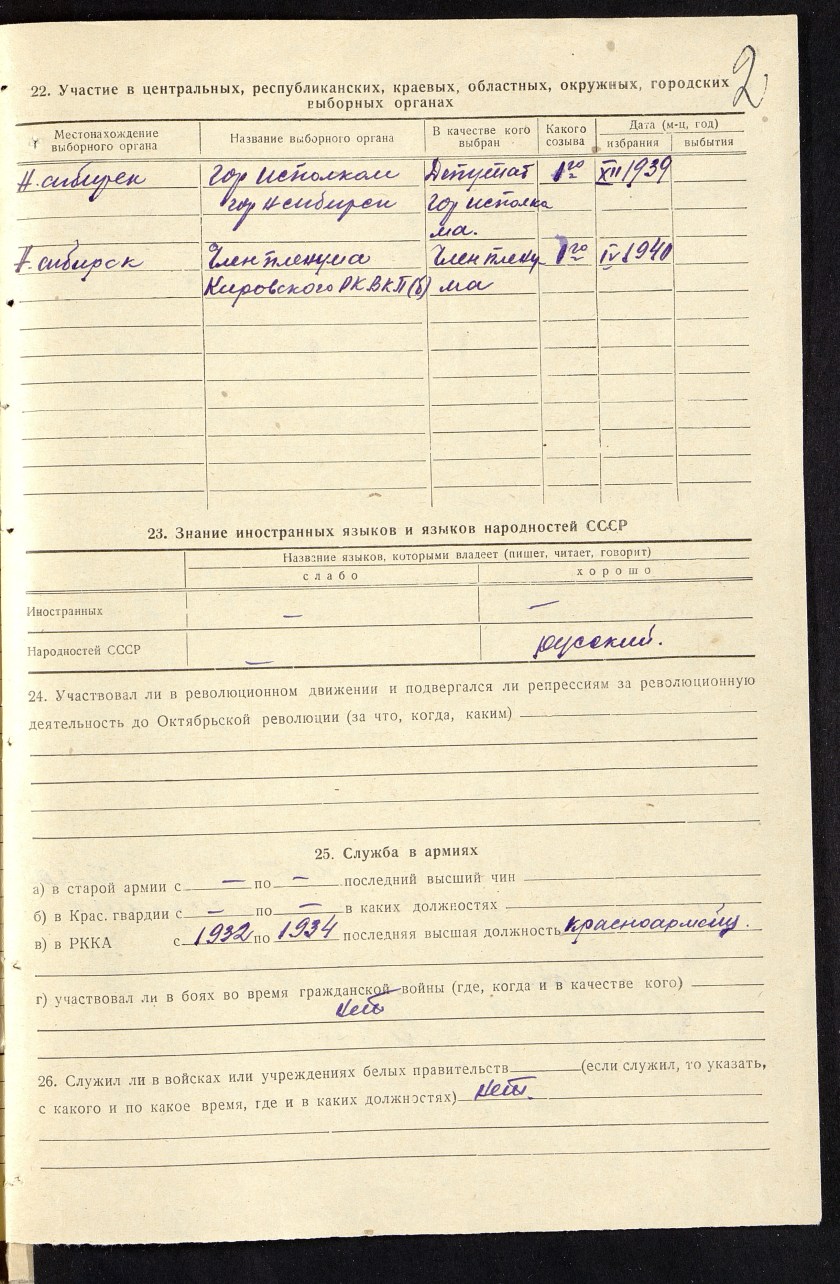 2
22. Участие в центральных, республиканских, краевых, областных, окружных, городских
выборных органах
Местонахождение выборного органа | Название выборного органа | В качестве кого выбран | Какого созыва | Дата (м-ц, год)
избрания | выбытия
Н. сибирск | Гор исполком | Депутат | 1го | XII 1939
гор Нсибирск | Гор исполко
ма.
Н. сибирск | Член пленума | Член плену | 1го | IV 1940
Кировского РК ВКП(б) | ма
23. Знание иностранных языков и языков народностей СССР
Название языков, которыми владеет (пишет, читает, говорит)
слабо | хорошо
Иностранных | — | —
Народностей СССР | — | русский.
24. Участвовал ли в революционном движении и подвергался ли репрессиям за революционную
деятельность до Октябрьской революции (за что, когда, каким)
25. Служба в армиях
а) в старой армии с — по — последний высший чин
б) в Крас. гвардии с — по — в каких должностях
в) в РККА с 1932 по 1934 последняя высшая должность красноармеец.
г) участвовал ли в боях во время гражданской войны (где, когда и в качестве кого)
Нет
26. Служил ли в войсках или учреждениях белых правительств (если служил, то указать,
с какого и по какое время, где и в каких должностях) Нет.